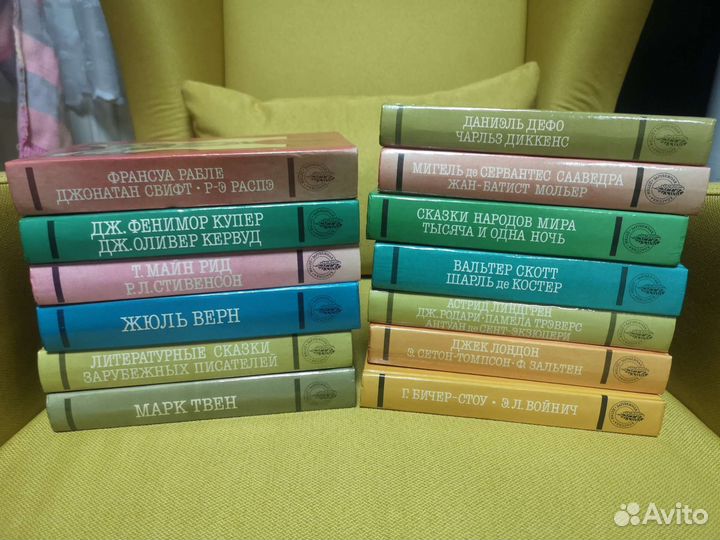 ФРАНСУА РАБЛЕ
ДЖОНАТАН СВИФТ · Р-Э РАСПЭ
ДЖ. ФЕНИМОР КУПЕР
ДЖ. ОЛИВЕР КЕРВУД
Т. МАЙН РИД
Р.Л. СТИВЕНСОН
ЖЮЛЬ ВЕРН
ЛИТЕРАТУРНЫЕ СКАЗКИ
ЗАРУБЕЖНЫХ ПИСАТЕЛЕЙ
МАРК ТВЕН
ДАНИЭЛЬ ДЕФО
ЧАРЛЬЗ ДИККЕНС
МИГЕЛЬ де СЕРВАНТЕС СААВЕДРА
ЖАН-БАТИСТ МОЛЬЕР
СКАЗКИ НАРОДОВ МИРА
ТЫСЯЧА И ОДНА НОЧЬ
ВАЛЬТЕР СКОТТ
ШАРЛЬ де КОСТЕР
АСТРИД ЛИНДГРЕН
ДЖ. РОДАРИ · ПАМЕЛА ТРЭВЕРС
АНТУАН де СЕНТ-ЭКЗЮПЕРИ
ДЖЕК ЛОНДОН
Э. СЕТОН-ТОМПСОН · Ф. ЗАЛЬТЕН
Г. БИЧЕР-СТОУ · Э.Л. ВОЙНИЧ
Avito